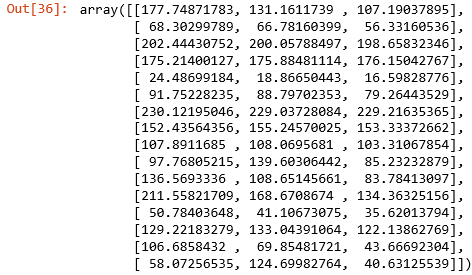 Out[36]: array([[177.74871783, 131.1611739 , 107.19037895],
[ 68.30299789, 66.78160399, 56.33160536],
[202.44430752, 200.05788497, 198.65832346],
[175.21400127, 175.88481114, 176.15042767],
[ 24.48699184, 18.86650443, 16.59828776],
[ 91.75228235, 88.79702353, 79.26443529],
[230.12195046, 229.03728084, 229.21635365],
[152.43564356, 155.24570025, 153.33372662],
[107.8911685 , 108.0695681 , 103.31067854],
[ 97.76805215, 139.60306442, 85.23232879],
[136.5693336 , 108.65145661, 83.78413097],
[211.55821709, 168.6708674 , 134.36325156],
[ 50.78403648, 41.10673075, 35.62013794],
[129.22183279, 133.04391064, 122.13862769],
[106.6858432 , 69.85481721, 43.66692304],
[ 58.07256535, 124.69982764, 40.63125539]])